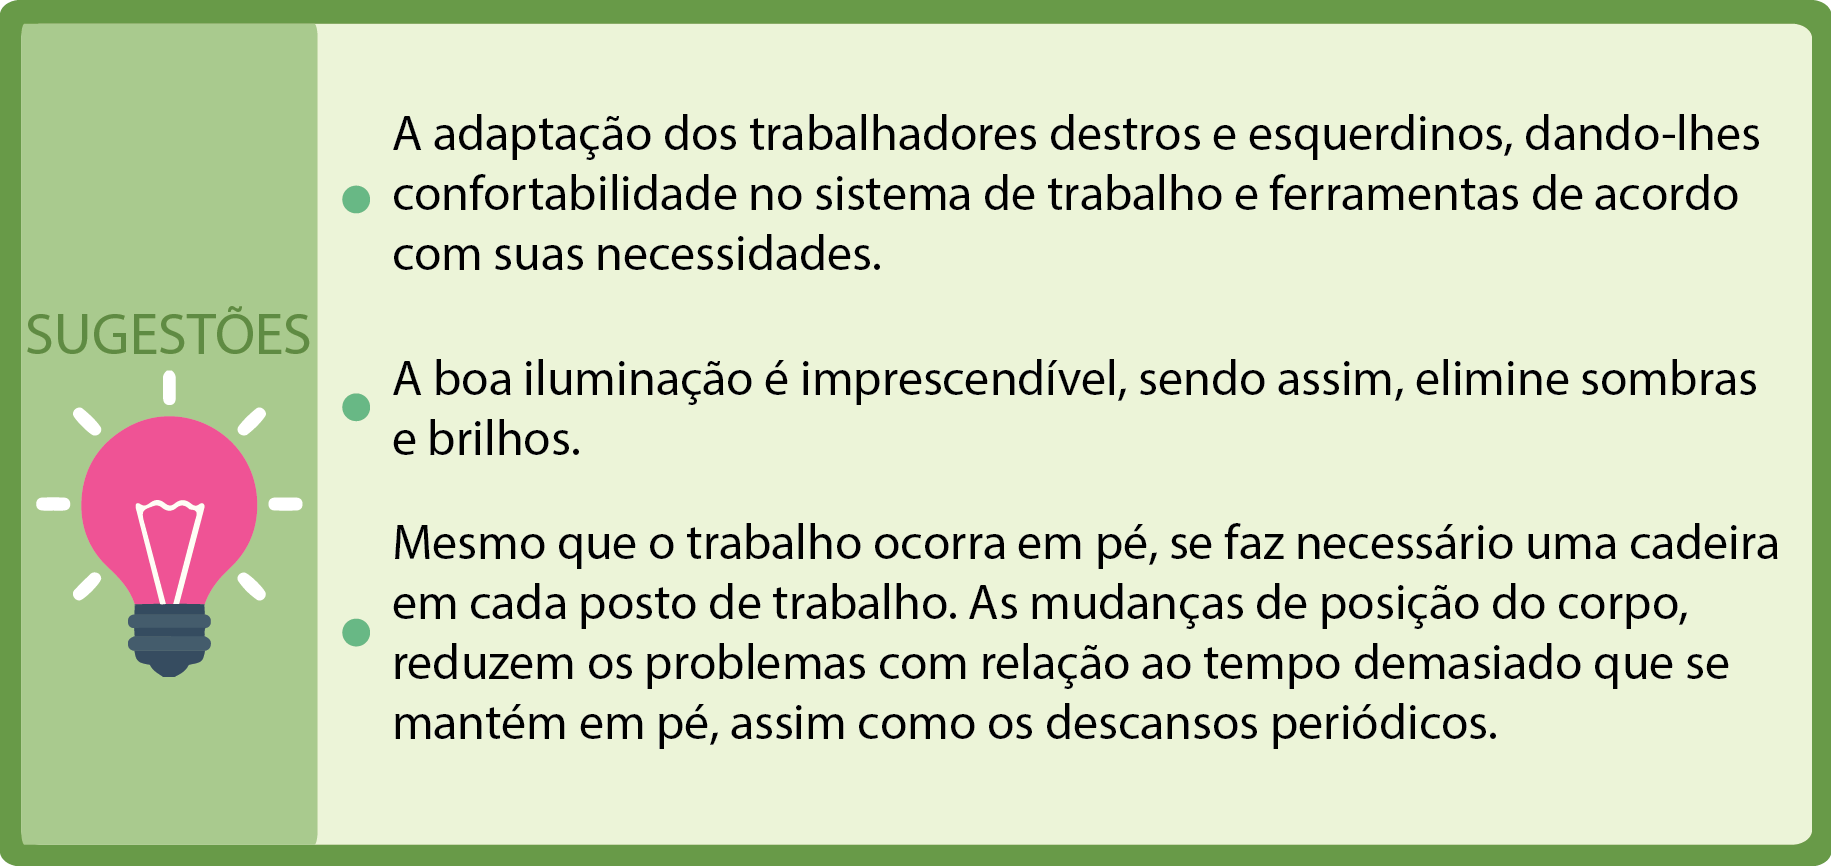 SUGESTÕES
A adaptação dos trabalhadores destros e esquerdinos, dando-lhes
confortabilidade no sistema de trabalho e ferramentas de acordo
com suas necessidades.
A boa iluminação é imprescendível, sendo assim, elimine sombras
e brilhos.
Mesmo que o trabalho ocorra em pé, se faz necessário uma cadeira
em cada posto de trabalho. As mudanças de posição do corpo,
reduzem os problemas com relação ao tempo demasiado que se
mantém em pé, assim como os descansos periódicos.